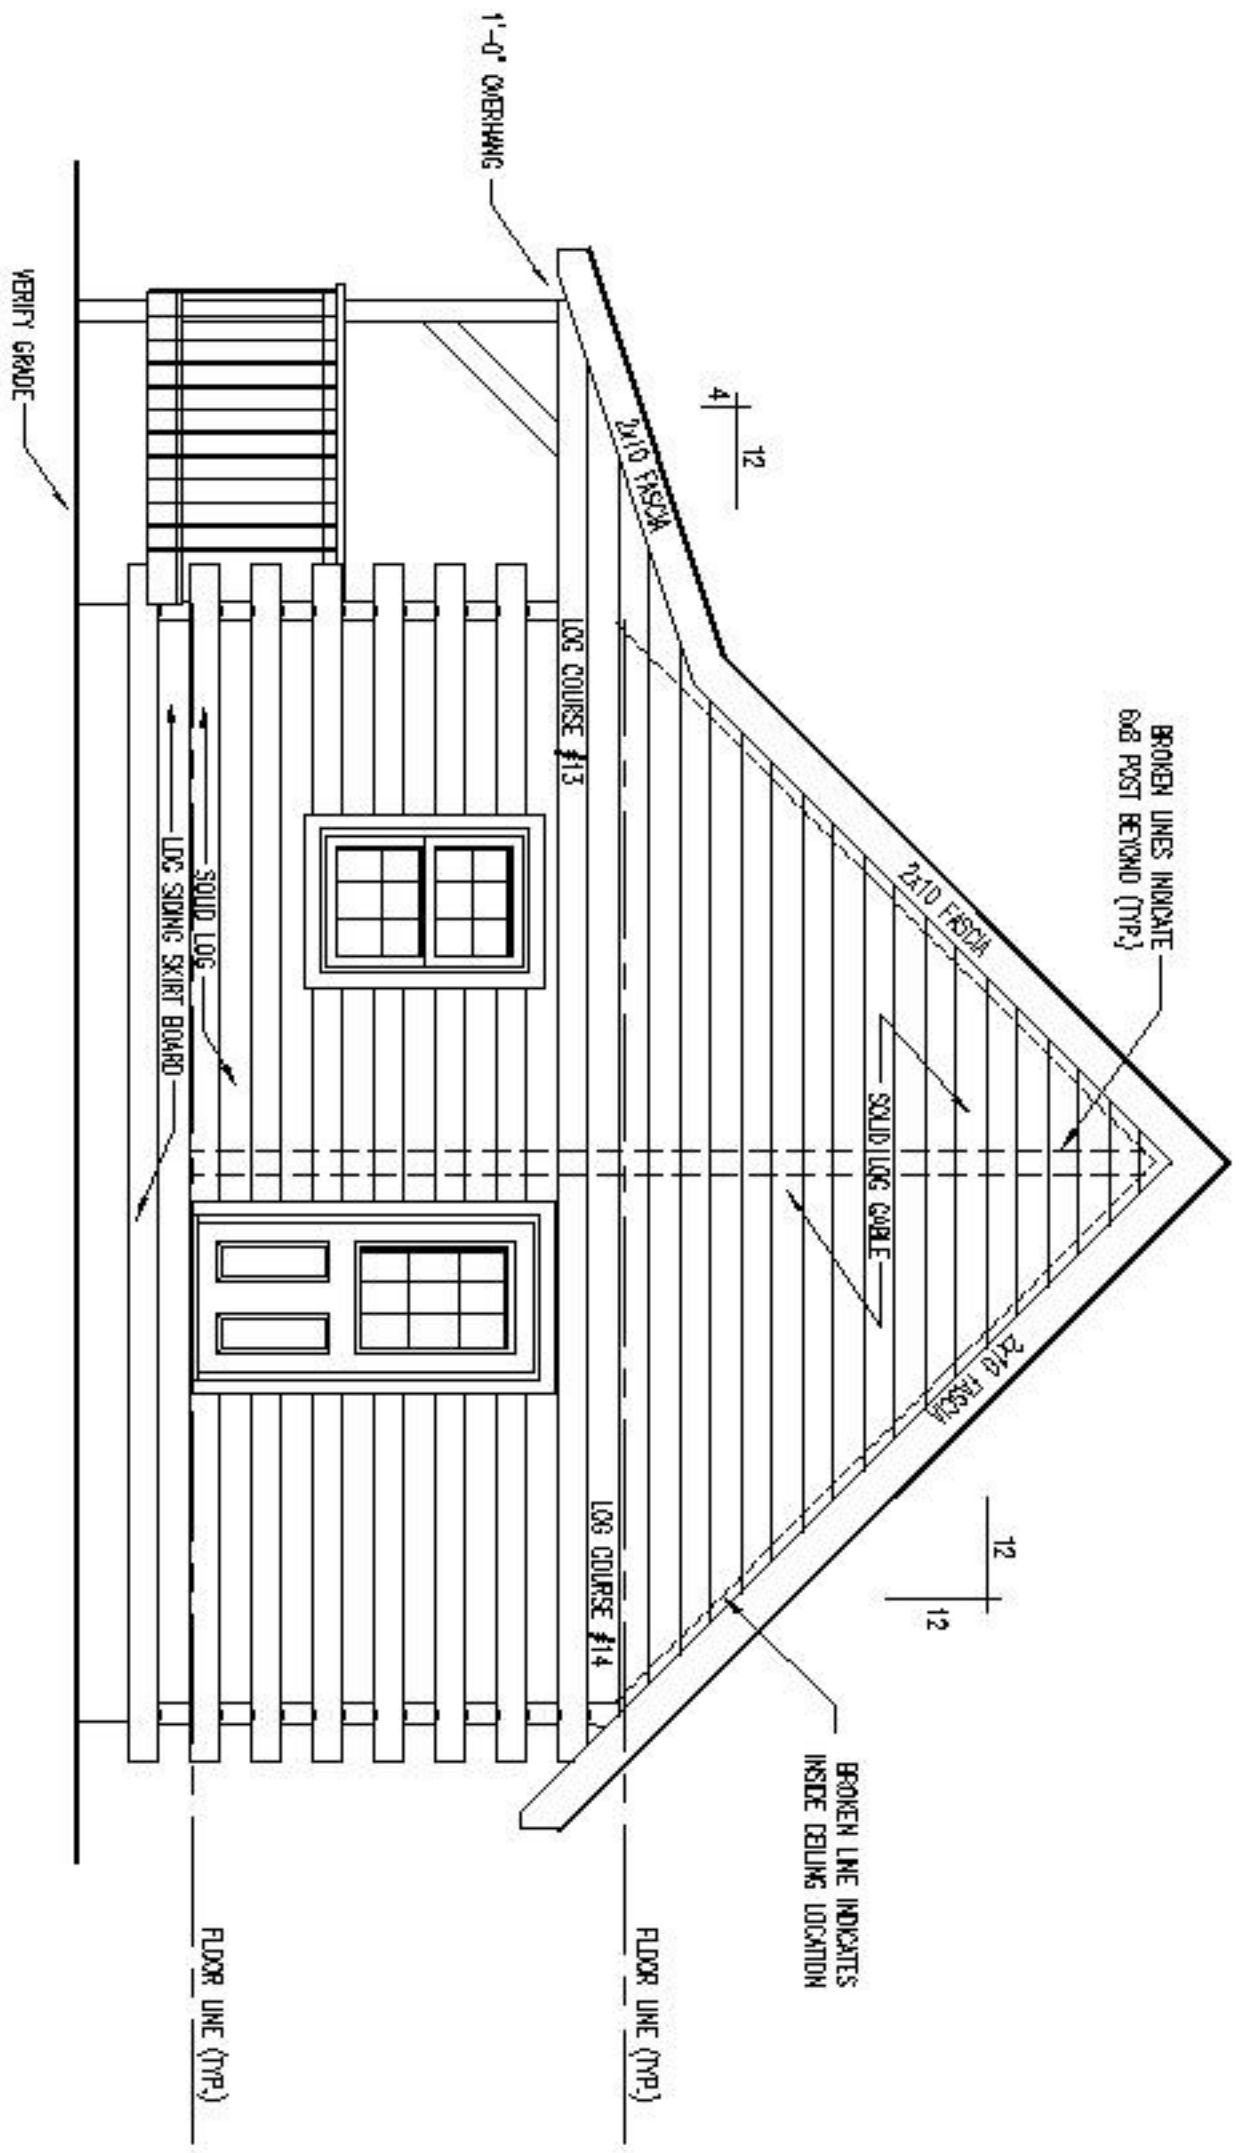 BROKEN LINES INDICATE
6x8 POST BEYOND (TYP.)
12
4
12
12
1'-0" OVERHANG
2x10 FASCIA
2x10 FASCIA
2x10 FASCIA
SOLID LOG GABLE
BROKEN LINE INDICATES
INSIDE CEILING LOCATION
LOG COURSE #13
LOG COURSE #14
FLOOR LINE (TYP.)
SOLID LOG
LOG SIDING SKIRT BOARD
FLOOR LINE (TYP.)
VERIFY GRADE